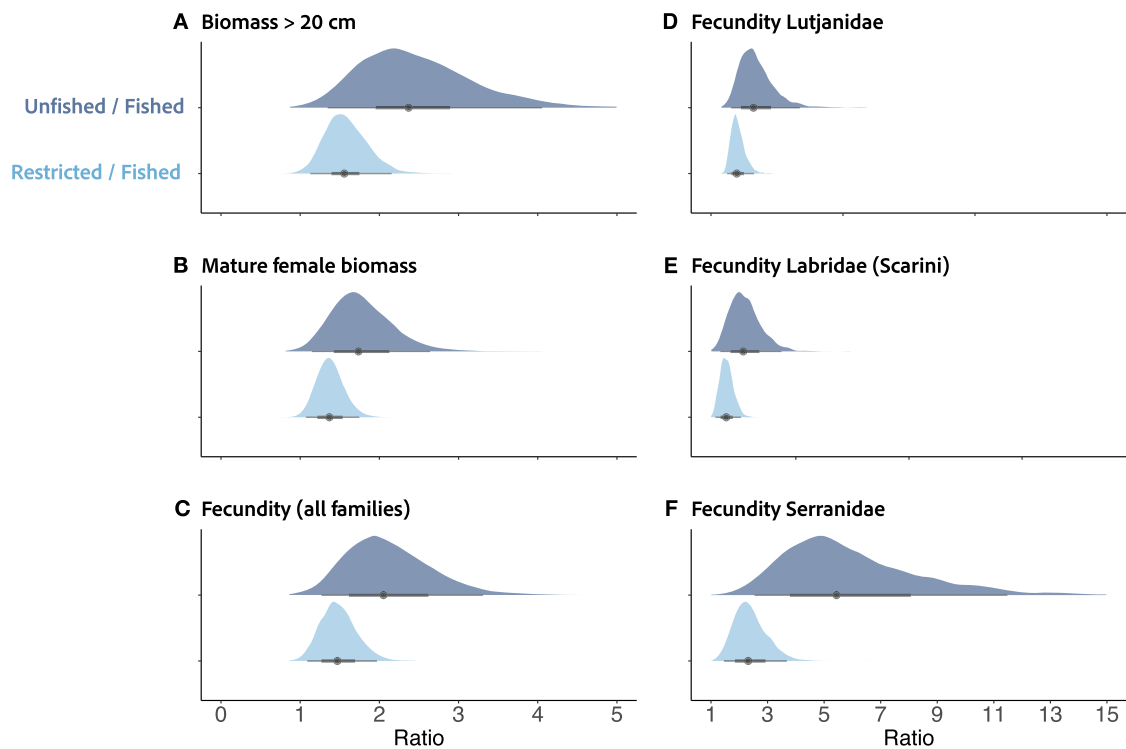 A Biomass > 20 cm
Unfished / Fished
Restricted / Fished
B Mature female biomass
C Fecundity (all families)
0 1 2 3 4 5
Ratio
D Fecundity Lutjanidae
E Fecundity Labridae (Scarini)
F Fecundity Serranidae
1 3 5 7 9 11 13 15
Ratio